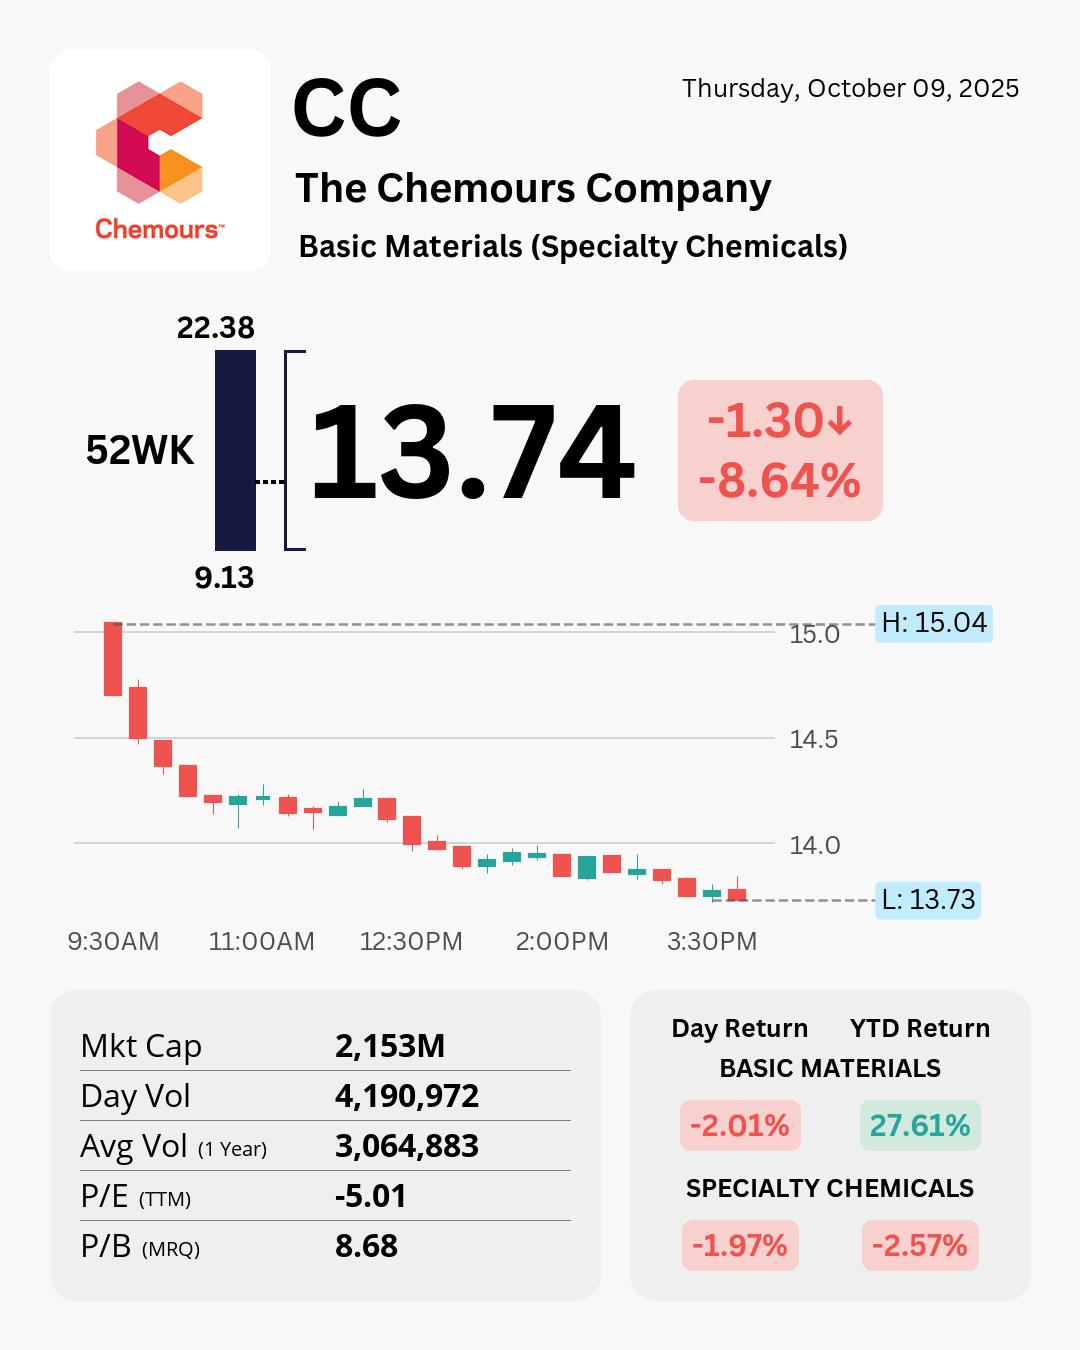 Chemours™
CC
Thursday, October 09, 2025
The Chemours Company
Basic Materials (Specialty Chemicals)
22.38
52WK
9.13
13.74
-1.30↓
-8.64%
H: 15.04
15.0
14.5
14.0
L: 13.73
9:30AM 11:00AM 12:30PM 2:00PM 3:30PM
Mkt Cap 2,153M
Day Vol 4,190,972
Avg Vol (1 Year) 3,064,883
P/E (TTM) -5.01
P/B (MRQ) 8.68
Day Return YTD Return
BASIC MATERIALS
-2.01% 27.61%
SPECIALTY CHEMICALS
-1.97% -2.57%